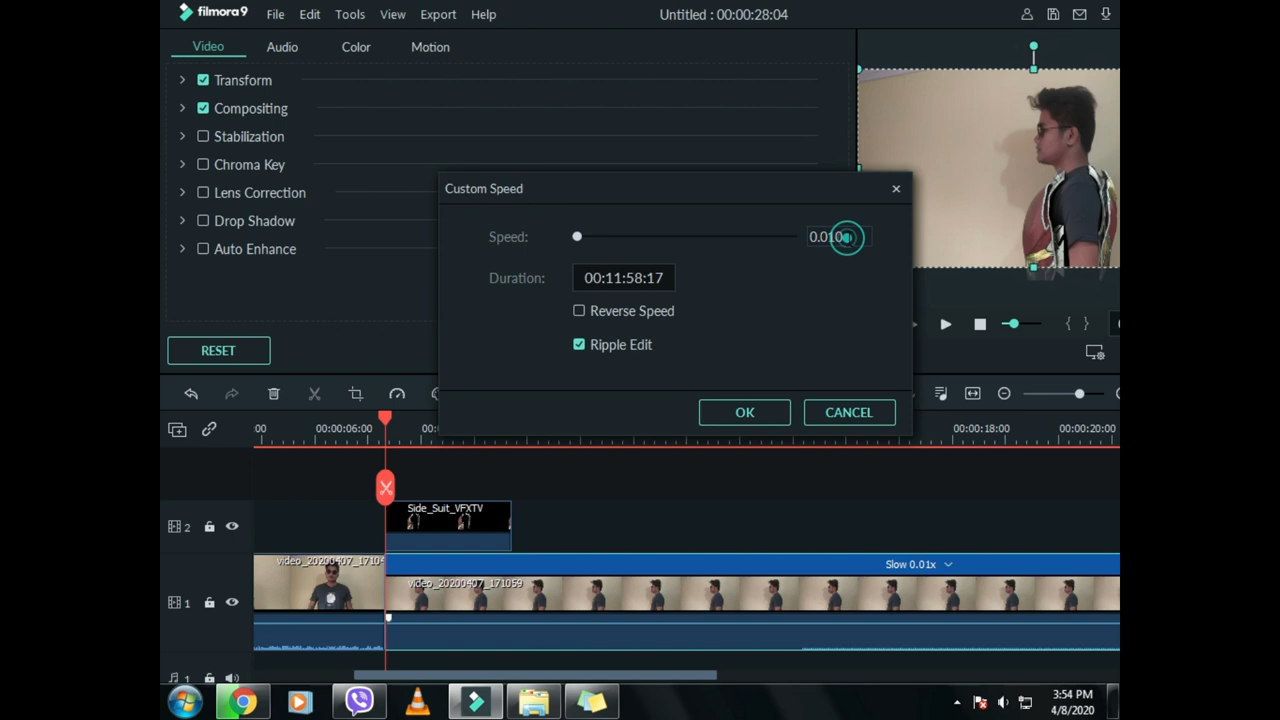 filmora9 File Edit Tools View Export Help Untitled : 00:00:28:04
Video Audio Color Motion
Transform
Compositing
Stabilization
Chroma Key
Lens Correction
Drop Shadow
Auto Enhance
RESET
Custom Speed
Speed: 0.010
Duration: 00:11:58:17
Reverse Speed
Ripple Edit
OK CANCEL
00 00:00:06:00 00: 00:00:18:00 00:00:20:00
Side_Suit_VFXTV
2
video_20200407_1710
Slow 0.01x
video_20200407_171059
1
1
3:54 PM
4/8/2020